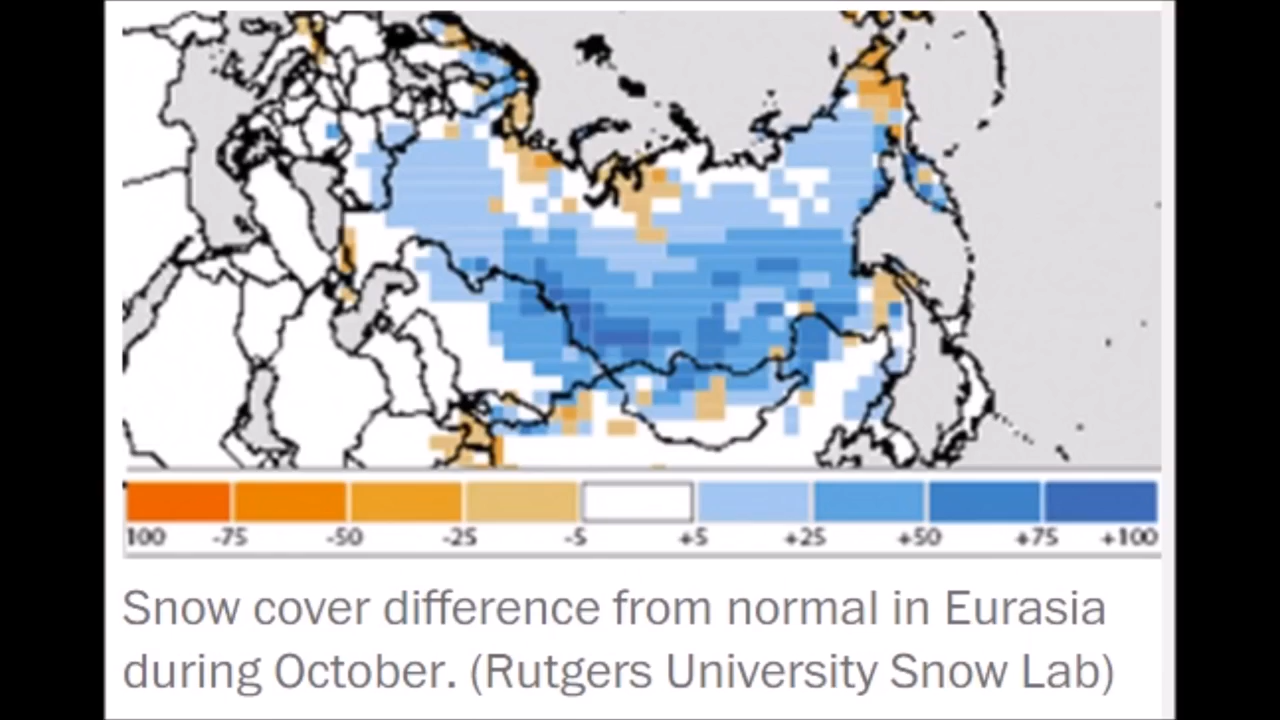 100 -75 -50 -25 -5 +5 +25 +50 +75 +100
Snow cover difference from normal in Eurasia
during October. (Rutgers University Snow Lab)